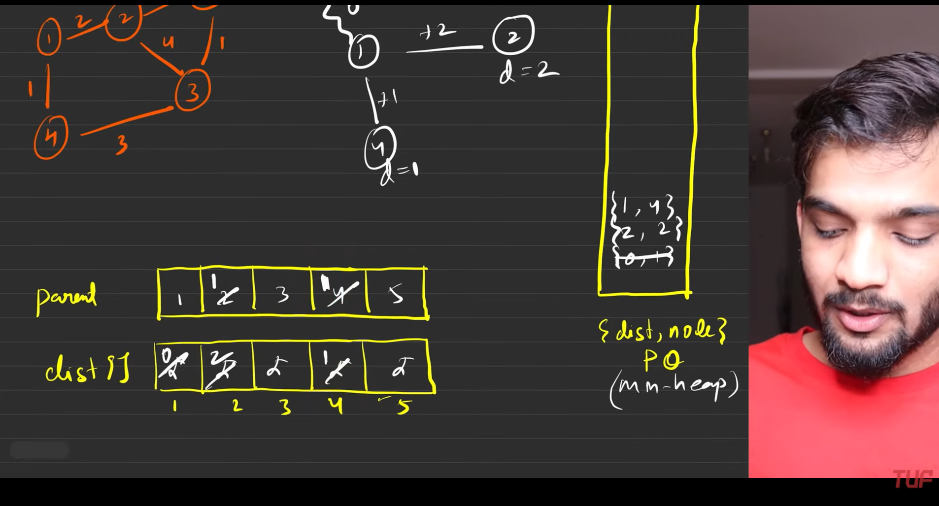 1 2 2
4 1
1
3
4
3
1 +2 2
d=2
+1
4
d=1
{1, 4}
{2, 2}
{0, 1}
parent 1 1 2 3 1 4 5
dist[] 0 2 1
1 2 3 4 5
{dist, node}
PQ
(min-heap)
TUF